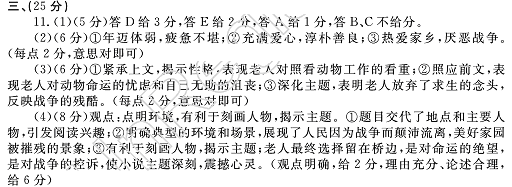 三、(25分)
11.(1)(5分)答D给3分,答E给2分,答A给1分,答B、C不给分。
(2)(6分)①年迈体弱,疲惫不堪;②充满爱心,淳朴善良;③热爱家乡,厌恶战争。
(每点2分,意思对即可)
(3)(6分)①紧承上文,揭示性格,表现老人对照看动物工作的看重;②照应前文,表
现老人对动物命运的忧虑和自己无助的沮丧;③深化主题,表明老人放弃了求生的念头,
反映战争的残酷。(每点2分,意思对即可)
(4)(8分)观点:点明环境,有利于刻画人物,揭示主题。①题目交代了地点和主要人
物,引发阅读兴趣;②明确典型的环境和场景,展现了人民因为战争而颠沛流离,美好家园
被摧残的景象;③有利于刻画人物,揭示主题:老人最终选择留在桥边,是对命运的绝望,
是对战争的控诉,使小说主题深刻,震撼心灵。(观点明确,给2分,理由充分、论述合理,
给6分)